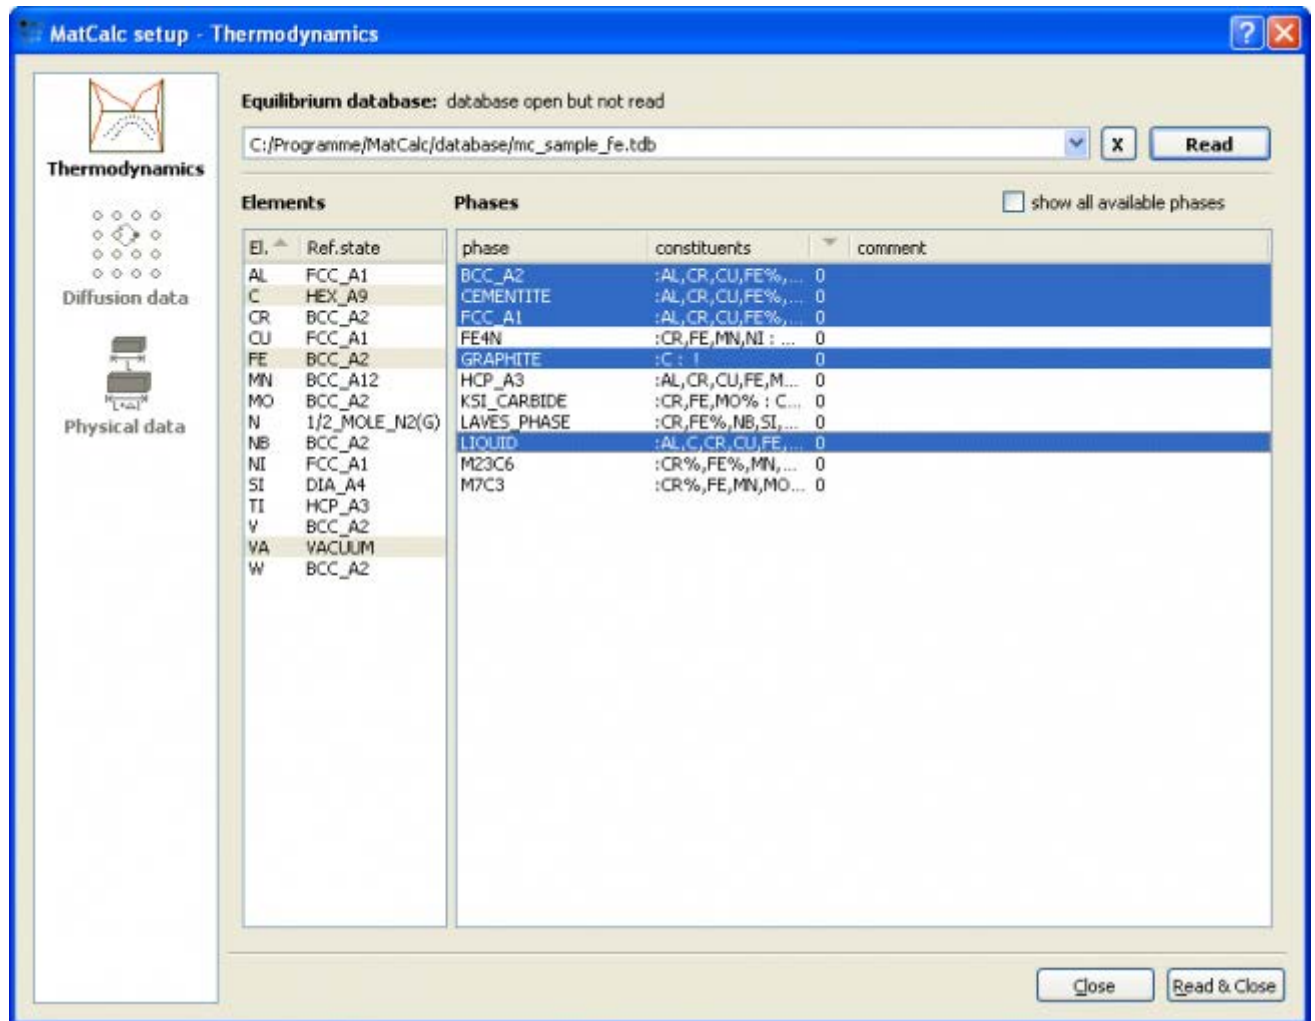 MatCalc setup - Thermodynamics
Thermodynamics
Diffusion data
Physical data
Equilibrium database: database open but not read
C:/Programme/MatCalc/database/mc_sample_fe.tdb X Read
Elements Phases show all available phases
El. Ref.state phase constituents comment
AL FCC_A1 BCC_A2 :AL,CR,CU,FE%,... 0
C HEX_A9 CEMENTITE :AL,CR,CU,FE%,... 0
CR BCC_A2 FCC_A1 :AL,CR,CU,FE%,... 0
CU FCC_A1 FE4N :CR,FE,MN,NI : ... 0
FE BCC_A2 GRAPHITE :C : ! 0
MN BCC_A12 HCP_A3 :AL,CR,CU,FE,M... 0
MO BCC_A2 KSI_CARBIDE :CR,FE,MO% : C... 0
N 1/2_MOLE_N2(G) LAVES_PHASE :CR,FE%,NB,SI,... 0
NB BCC_A2 LIQUID :AL,C,CR,CU,FE,... 0
NI FCC_A1 M23C6 :CR%,FE%,MN,... 0
SI DIA_A4 M7C3 :CR%,FE,MN,MO... 0
TI HCP_A3
V BCC_A2
VA VACUUM
W BCC_A2
Close Read & Close